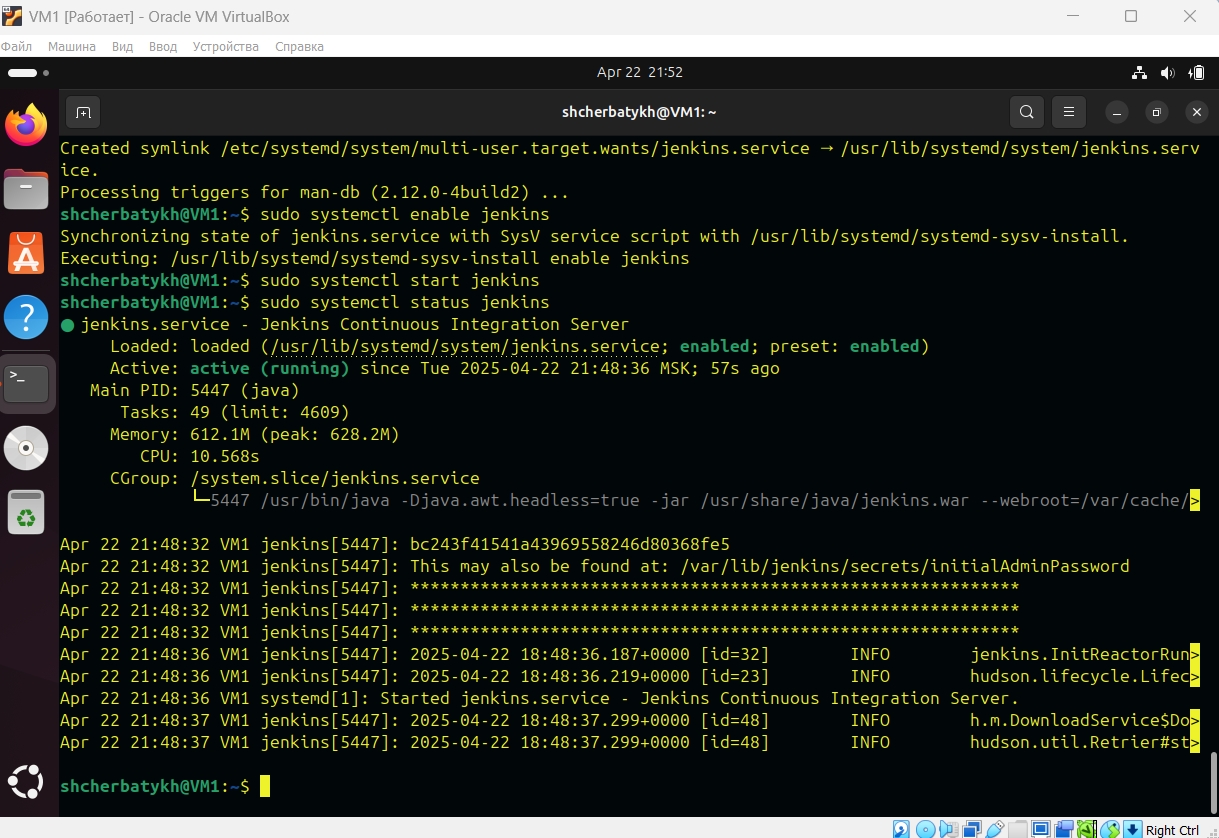 VM1 [Работает] - Oracle VM VirtualBox
Файл Машина Вид Ввод Устройства Справка
Apr 22 21:52
shcherbatykh@VM1: ~
Created symlink /etc/systemd/system/multi-user.target.wants/jenkins.service → /usr/lib/systemd/system/jenkins.serv
ice.
Processing triggers for man-db (2.12.0-4build2) ...
shcherbatykh@VM1:~$ sudo systemctl enable jenkins
Synchronizing state of jenkins.service with SysV service script with /usr/lib/systemd/systemd-sysv-install.
Executing: /usr/lib/systemd/systemd-sysv-install enable jenkins
shcherbatykh@VM1:~$ sudo systemctl start jenkins
shcherbatykh@VM1:~$ sudo systemctl status jenkins
● jenkins.service - Jenkins Continuous Integration Server
Loaded: loaded (/usr/lib/systemd/system/jenkins.service; enabled; preset: enabled)
Active: active (running) since Tue 2025-04-22 21:48:36 MSK; 57s ago
Main PID: 5447 (java)
Tasks: 49 (limit: 4609)
Memory: 612.1M (peak: 628.2M)
CPU: 10.568s
CGroup: /system.slice/jenkins.service
└─5447 /usr/bin/java -Djava.awt.headless=true -jar /usr/share/java/jenkins.war --webroot=/var/cache/>
Apr 22 21:48:32 VM1 jenkins[5447]: bc243f41541a43969558246d80368fe5
Apr 22 21:48:32 VM1 jenkins[5447]: This may also be found at: /var/lib/jenkins/secrets/initialAdminPassword
Apr 22 21:48:32 VM1 jenkins[5447]: *************************************************************
Apr 22 21:48:32 VM1 jenkins[5447]: *************************************************************
Apr 22 21:48:32 VM1 jenkins[5447]: *************************************************************
Apr 22 21:48:36 VM1 jenkins[5447]: 2025-04-22 18:48:36.187+0000 [id=32] INFO jenkins.InitReactorRun>
Apr 22 21:48:36 VM1 jenkins[5447]: 2025-04-22 18:48:36.219+0000 [id=23] INFO hudson.lifecycle.Lifec>
Apr 22 21:48:36 VM1 systemd[1]: Started jenkins.service - Jenkins Continuous Integration Server.
Apr 22 21:48:37 VM1 jenkins[5447]: 2025-04-22 18:48:37.299+0000 [id=48] INFO h.m.DownloadService$Do>
Apr 22 21:48:37 VM1 jenkins[5447]: 2025-04-22 18:48:37.299+0000 [id=48] INFO hudson.util.Retrier#st>
shcherbatykh@VM1:~$
Right Ctrl